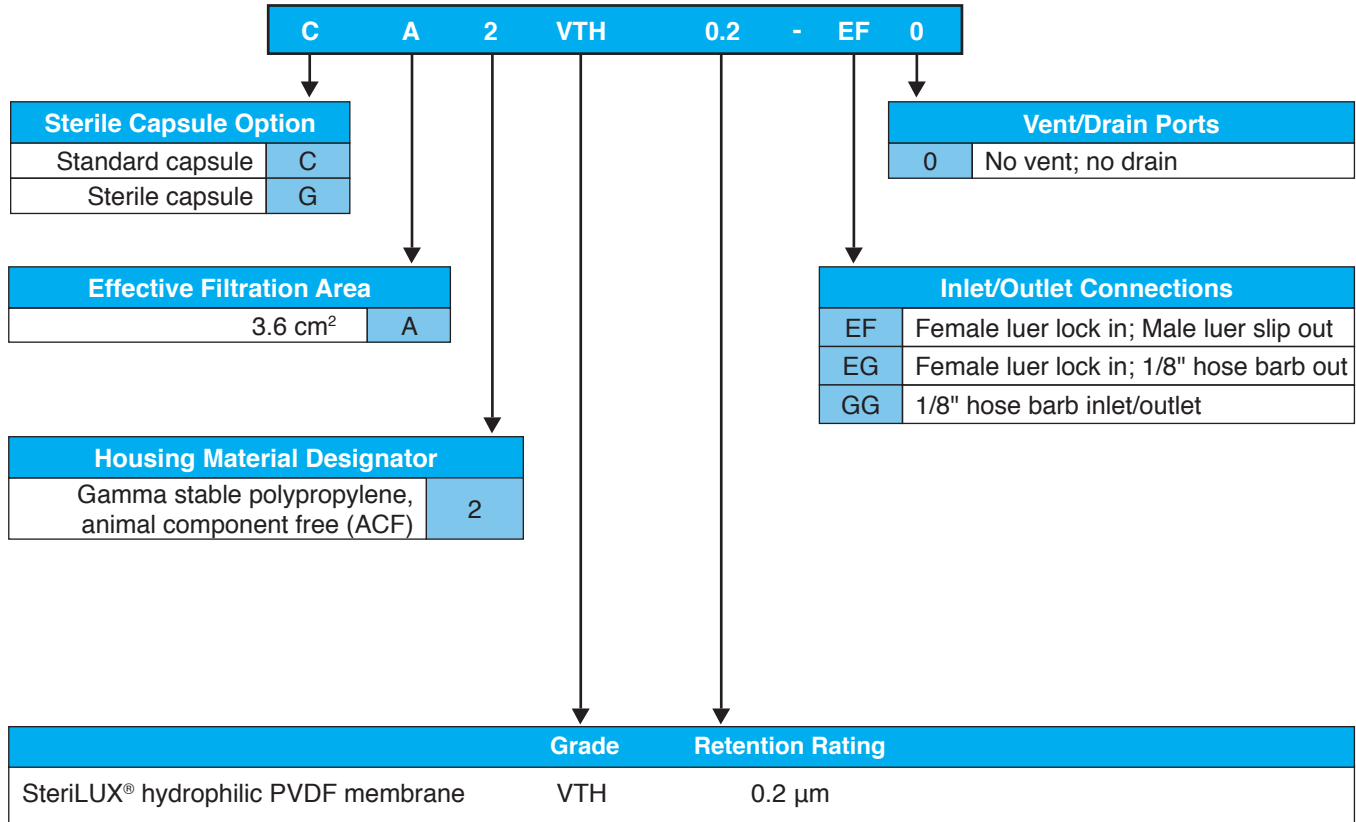 C A 2 VTH 0.2 - EF 0
Sterile Capsule Option
Standard capsule C
Sterile capsule G
Vent/Drain Ports
0 No vent; no drain
Effective Filtration Area
3.6 cm² A
Inlet/Outlet Connections
EF Female luer lock in; Male luer slip out
EG Female luer lock in; 1/8" hose barb out
GG 1/8" hose barb inlet/outlet
Housing Material Designator
Gamma stable polypropylene,
animal component free (ACF) 2
Grade Retention Rating
SteriLUX® hydrophilic PVDF membrane VTH 0.2 µm